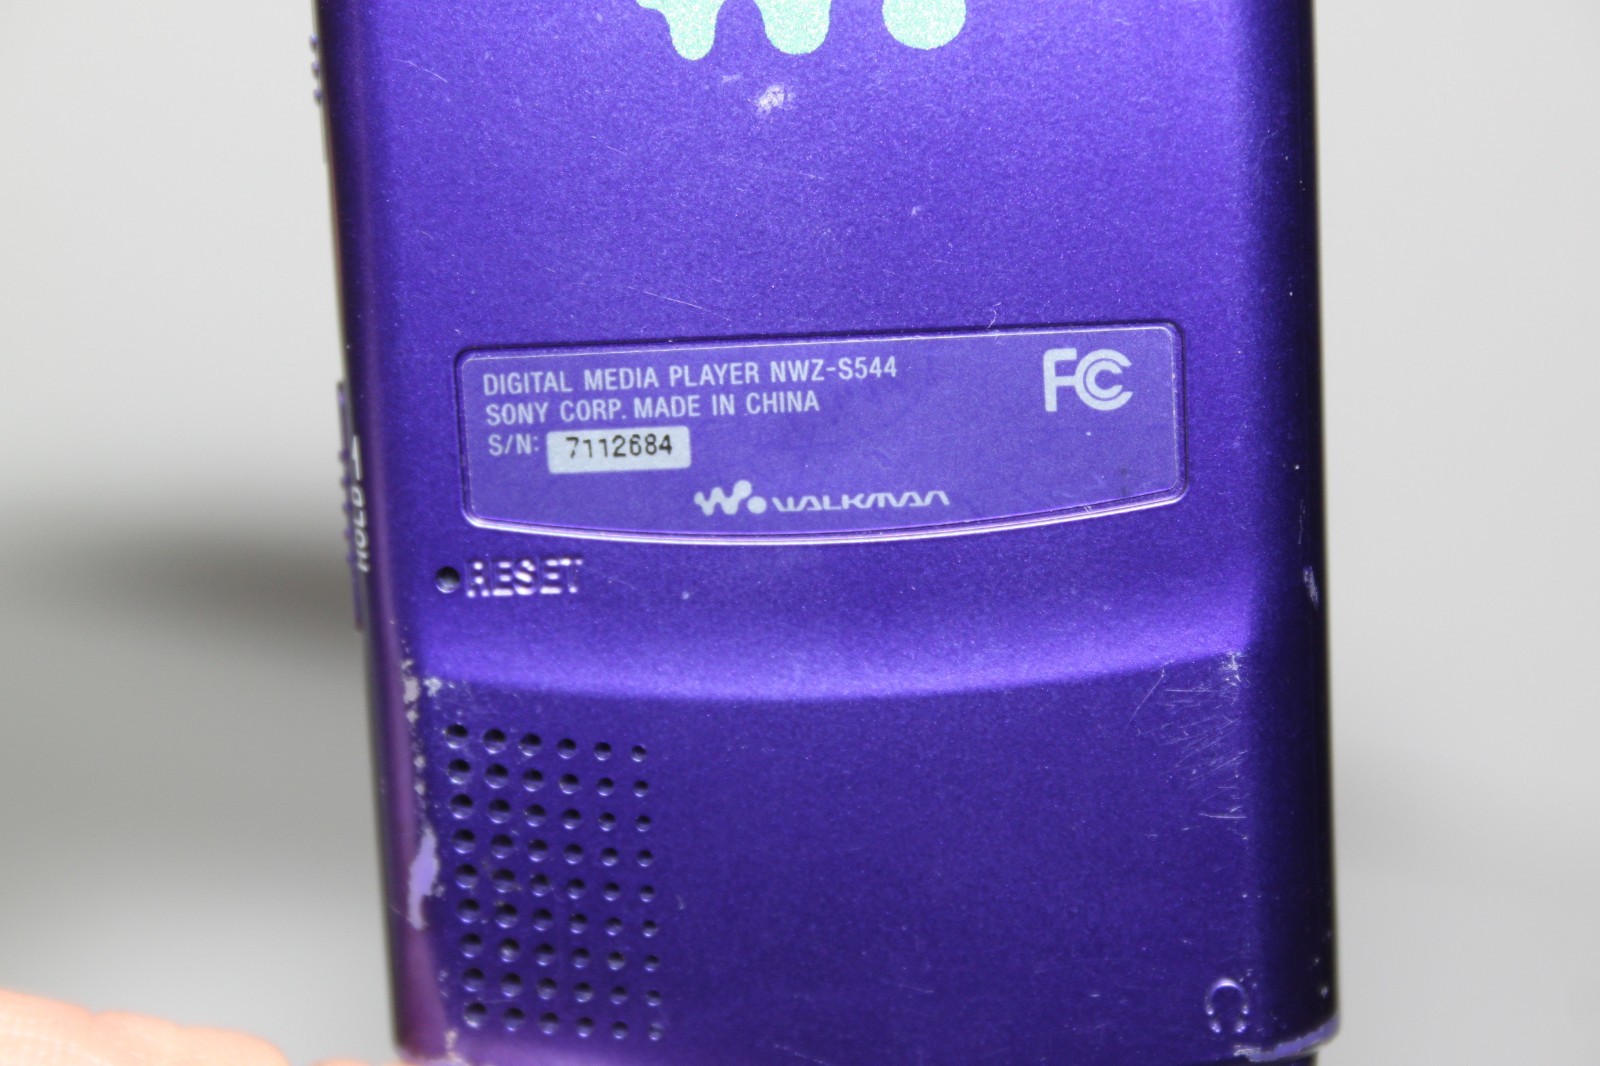 DIGITAL MEDIA PLAYER NWZ-S544
SONY CORP. MADE IN CHINA
S/N: 7112684
FC
WALKMAN
RESET
HOLD